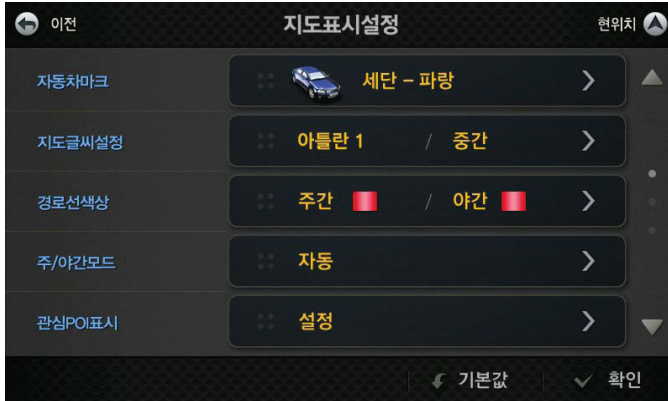 이전 지도표시설정 현위치
자동차마크 세단 - 파랑
지도글씨설정 아틀란 1 / 중간
경로선색상 주간 / 야간
주/야간모드 자동
관심POI표시 설정
기본값 확인